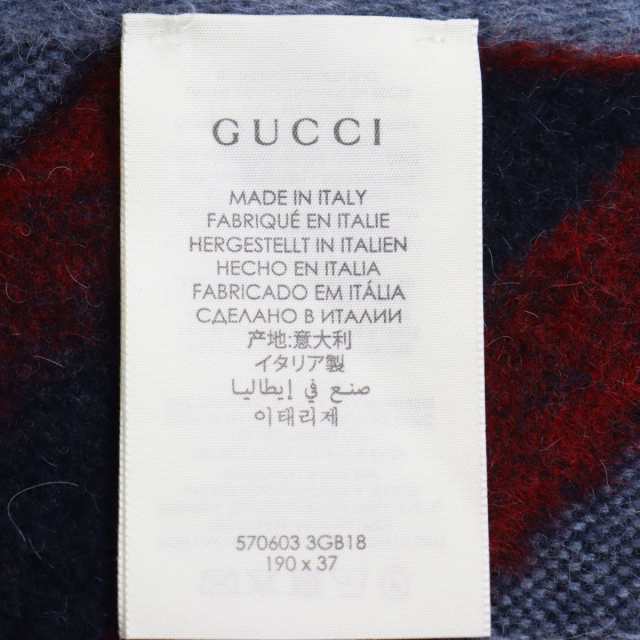 GUCCI
MADE IN ITALY
FABRIQUÉ EN ITALIE
HERGESTELLT IN ITALIEN
HECHO EN ITALIA
FABRICADO EM ITÁLIA
СДЕЛАНО В ИТАЛИИ
产地:意大利
イタリア製
صنع في إيطاليا
이태리제
570603 3GB18
190 x 37